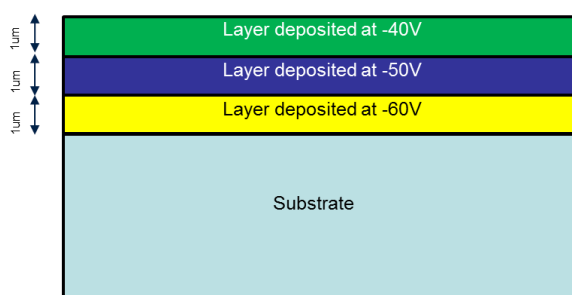 1um
Layer deposited at -40V
1um
Layer deposited at -50V
1um
Layer deposited at -60V
Substrate